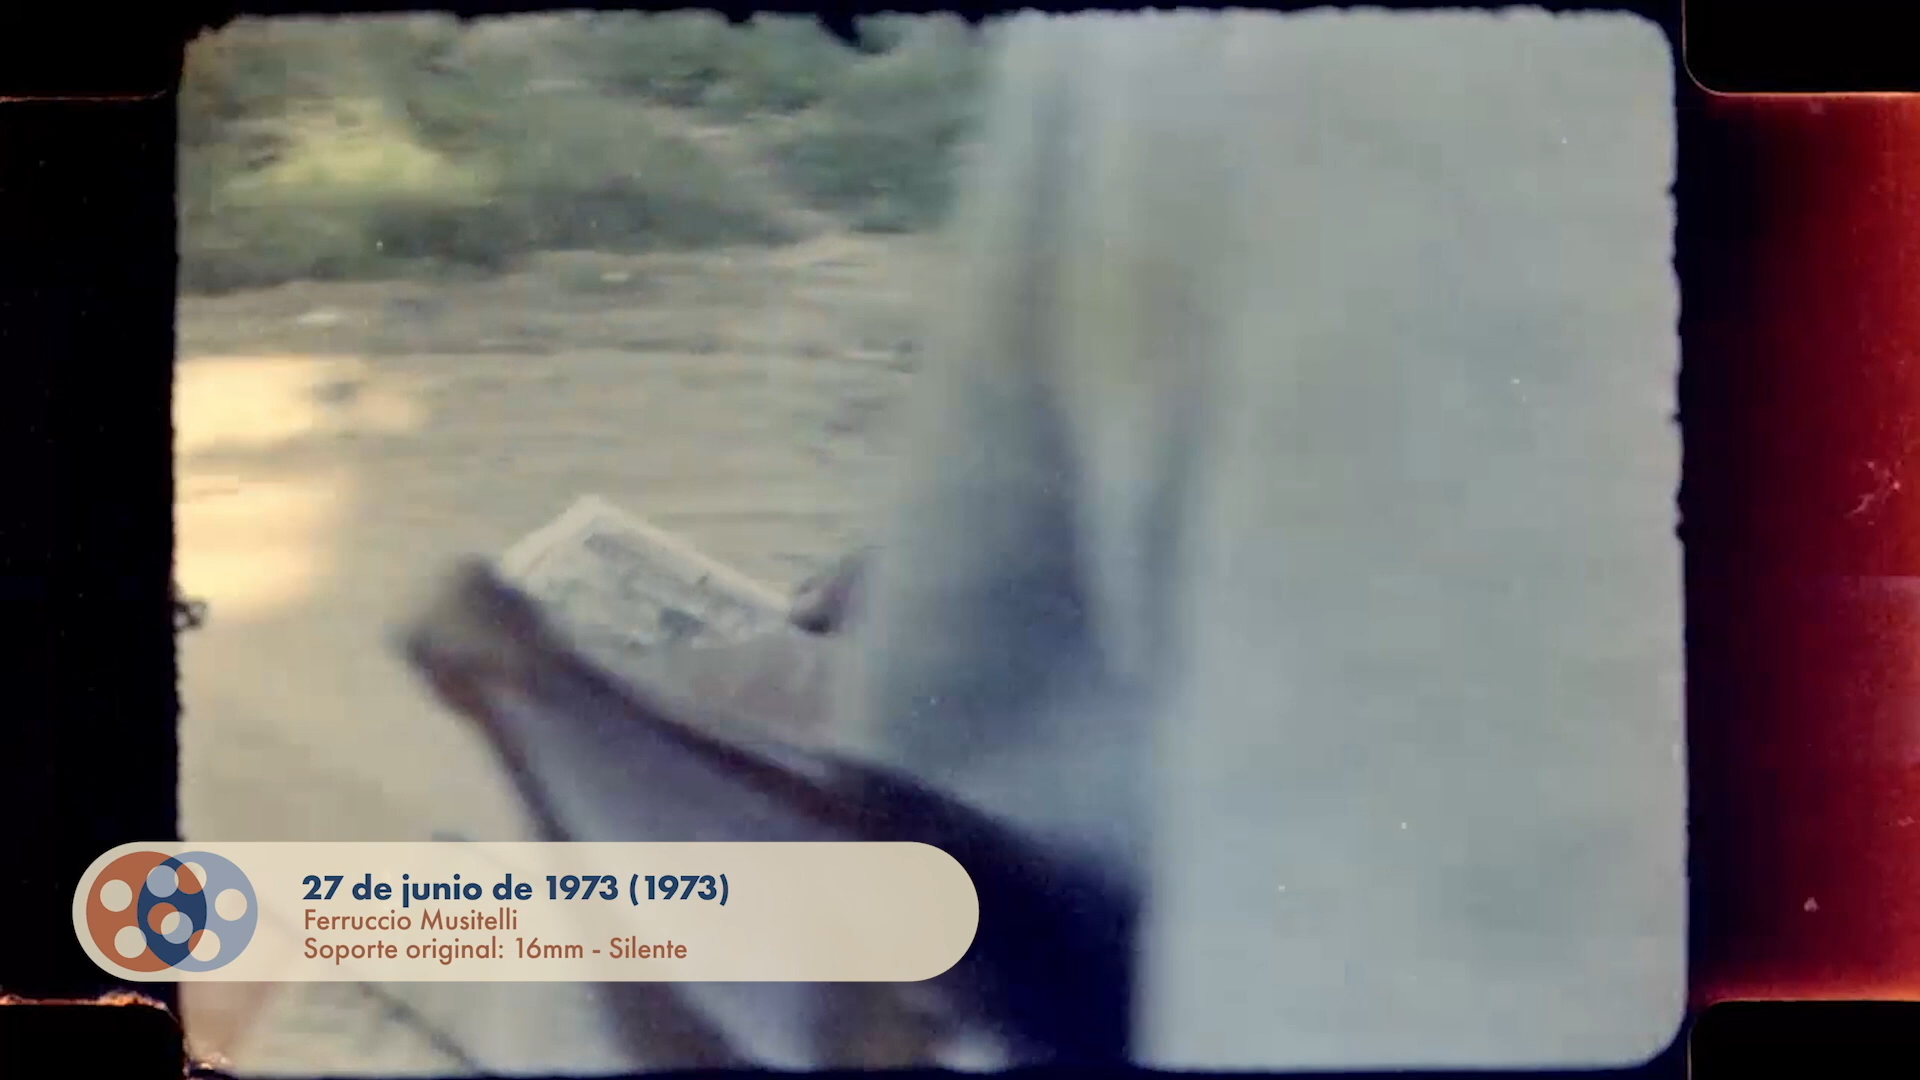 27 de junio de 1973 (1973)
Ferruccio Musitelli
Soporte original: 16mm - Silente